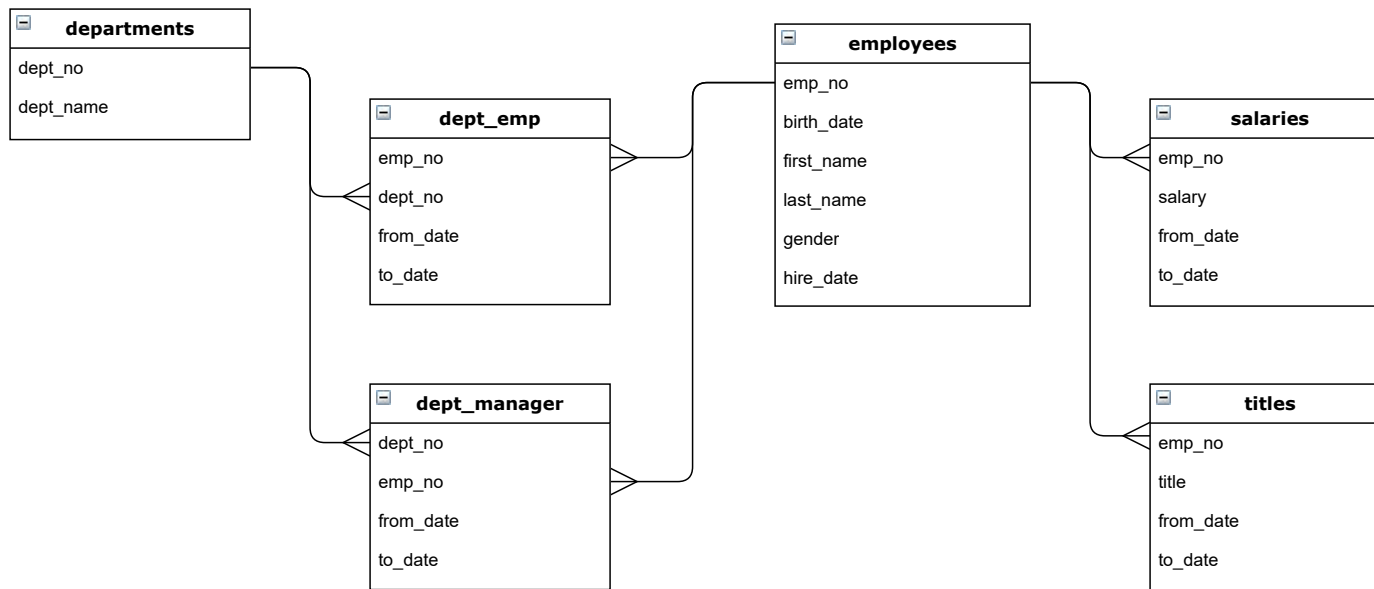 departments
dept_no
dept_name
dept_emp
emp_no
dept_no
from_date
to_date
dept_manager
dept_no
emp_no
from_date
to_date
employees
emp_no
birth_date
first_name
last_name
gender
hire_date
salaries
emp_no
salary
from_date
to_date
titles
emp_no
title
from_date
to_date